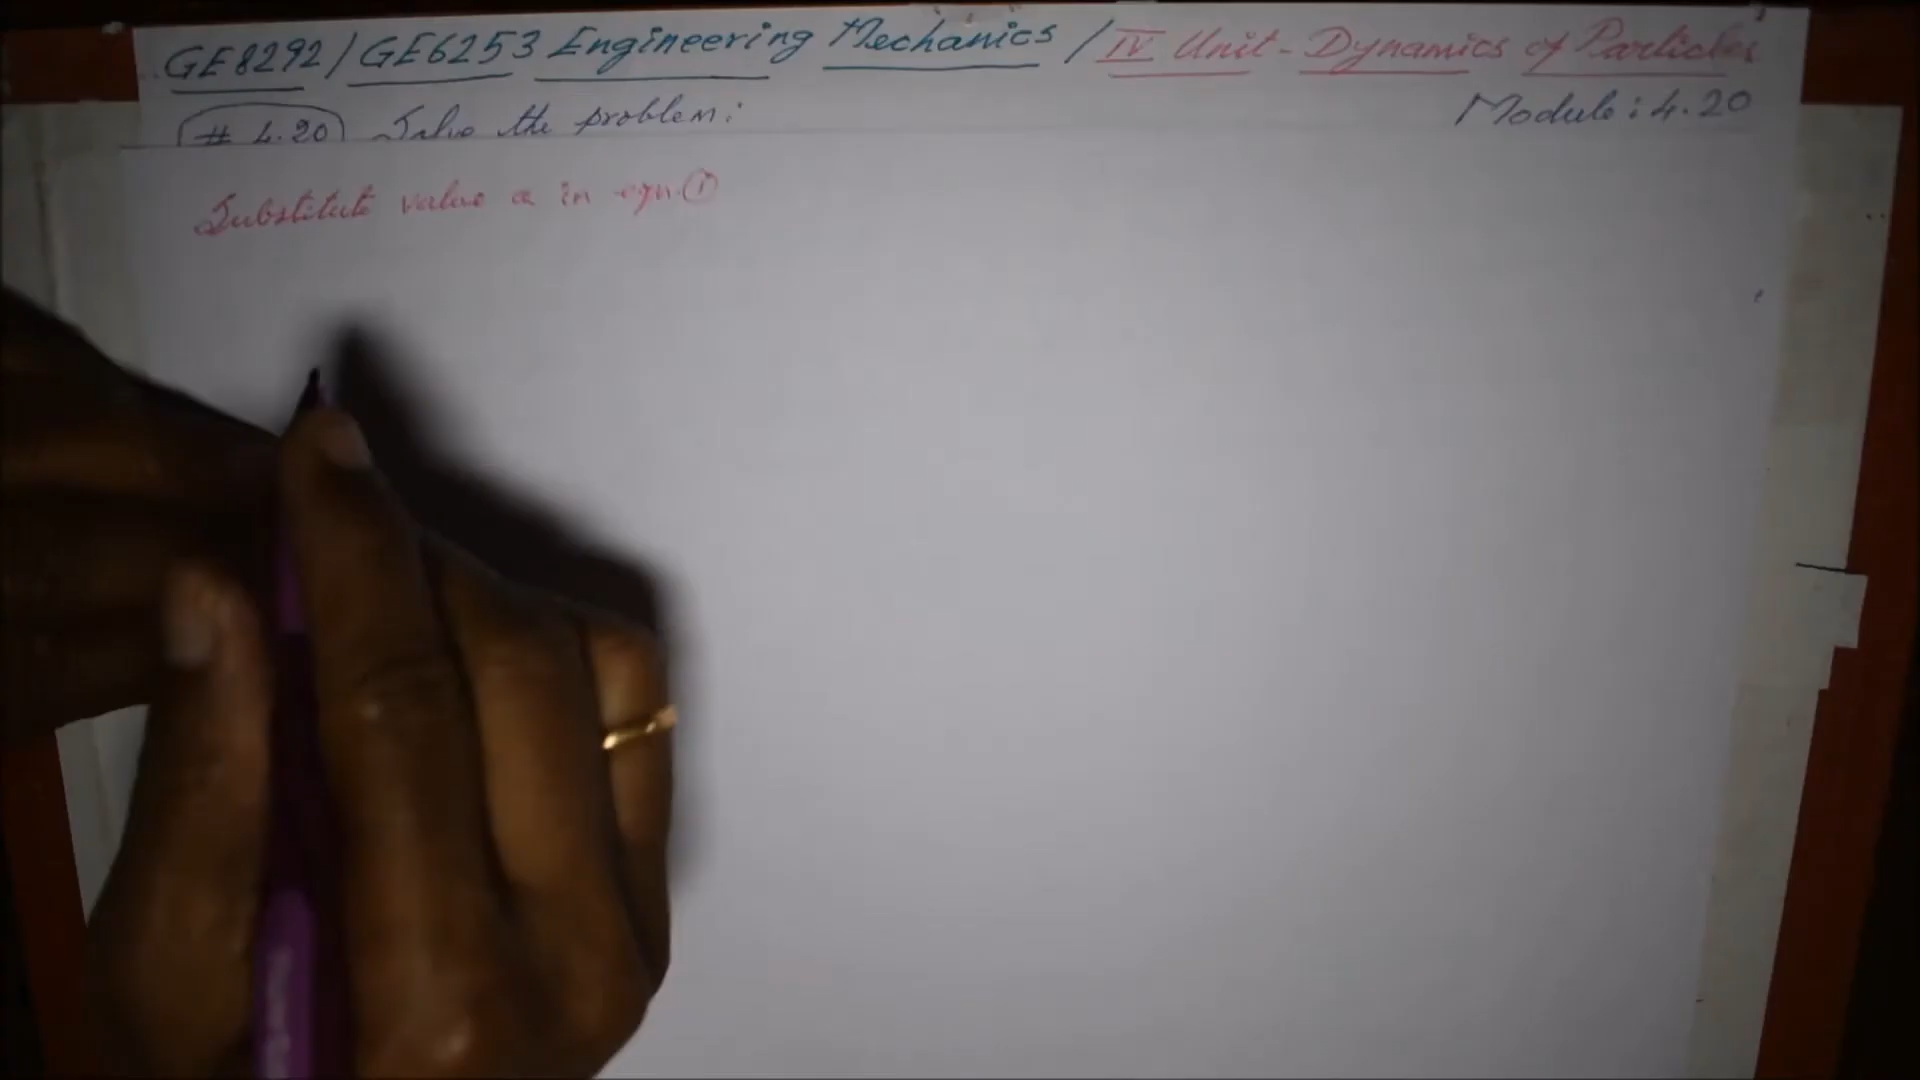 GE8292/GE6253 Engineering Mechanics/IV Unit - Dynamics of Particles
# 4.20 Solve the problem:
Module: 4.20
Substitute value a in eqn. ①